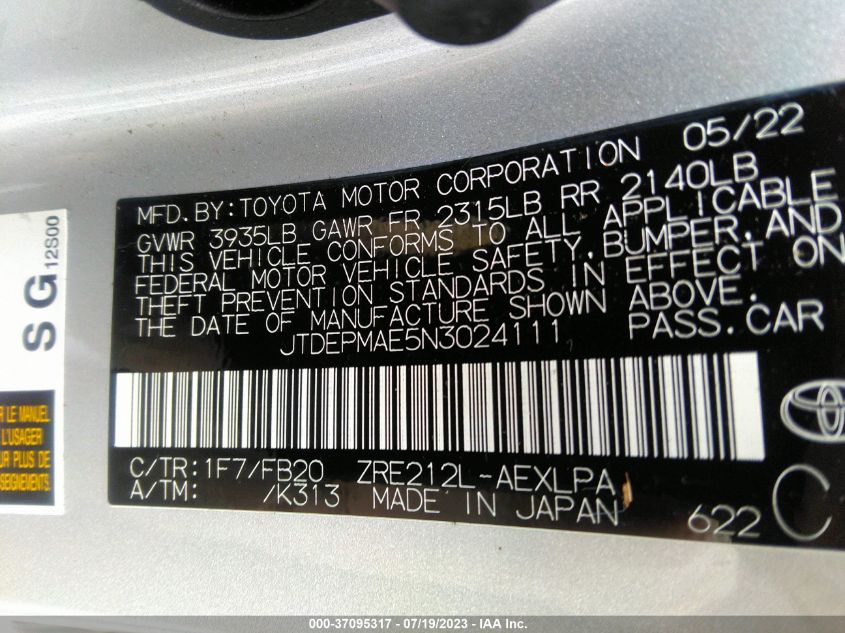 05/22
MFD. BY: TOYOTA MOTOR CORPORATION
GVWR 3935LB GAWR FR 2315LB RR 2140LB
THIS VEHICLE CONFORMS TO ALL APPLICABLE
FEDERAL MOTOR VEHICLE SAFETY, BUMPER, AND
THEFT PREVENTION STANDARDS IN EFFECT ON
THE DATE OF MANUFACTURE SHOWN ABOVE.
JTDEPMAE5N3024111 PASS. CAR
C/TR: 1F7/FB20 ZRE212L-AEXLPA
A/TM: /K313 MADE IN JAPAN 622 C
SG 12S00
R LE MANUEL
L'USAGER
UR PLUS DE
SEIGNEMENTS
000-37095317 - 07/19/2023 - IAA Inc.